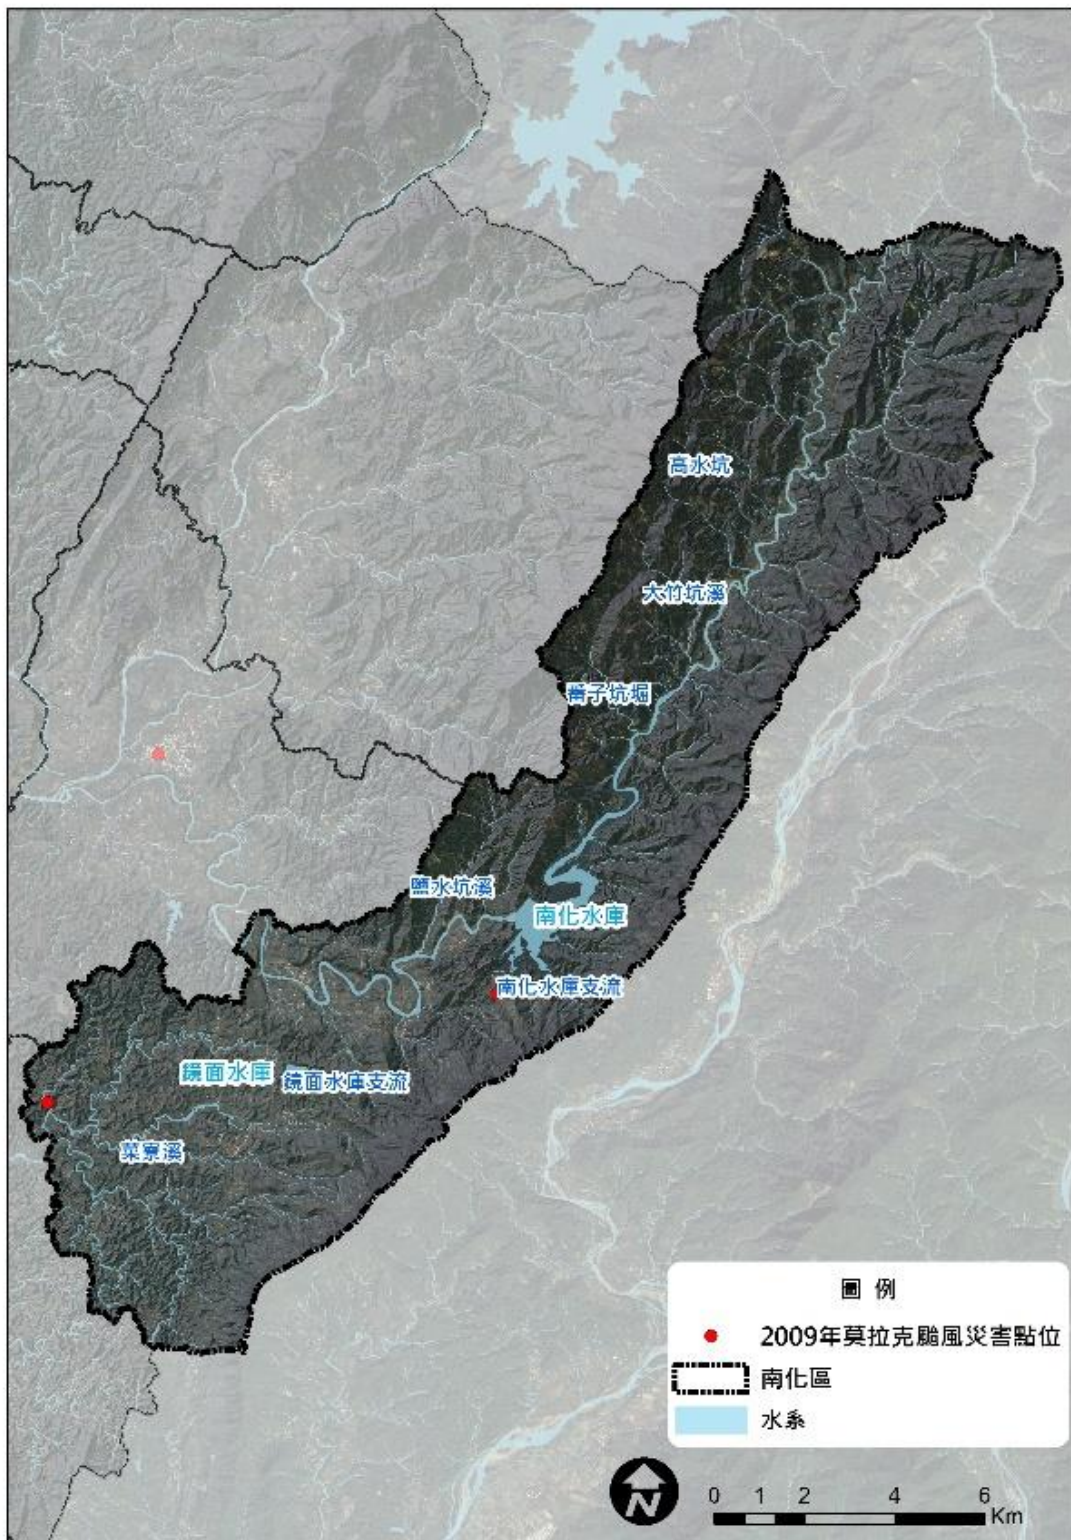 高水坑
大竹坑溪
番子坑堀
鹽水坑溪
南化水庫
南化水庫支流
鏡面水庫
鏡面水庫支流
菜寮溪
圖 例
2009年莫拉克颱風災害點位
南化區
水系
N
0 1 2 4 6
Km